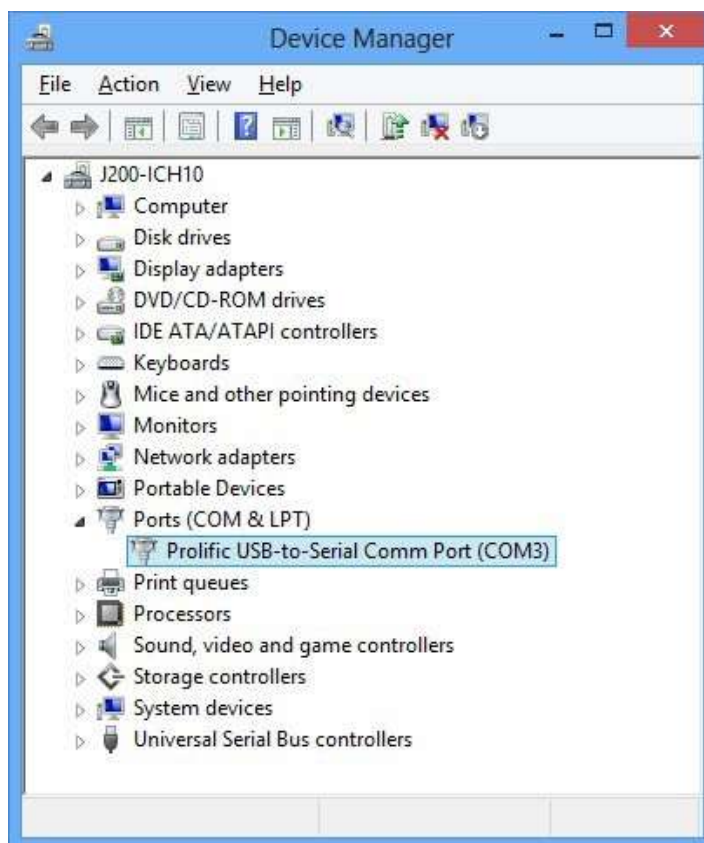 Device Manager
File Action View Help
J200-ICH10
Computer
Disk drives
Display adapters
DVD/CD-ROM drives
IDE ATA/ATAPI controllers
Keyboards
Mice and other pointing devices
Monitors
Network adapters
Portable Devices
Ports (COM & LPT)
Prolific USB-to-Serial Comm Port (COM3)
Print queues
Processors
Sound, video and game controllers
Storage controllers
System devices
Universal Serial Bus controllers